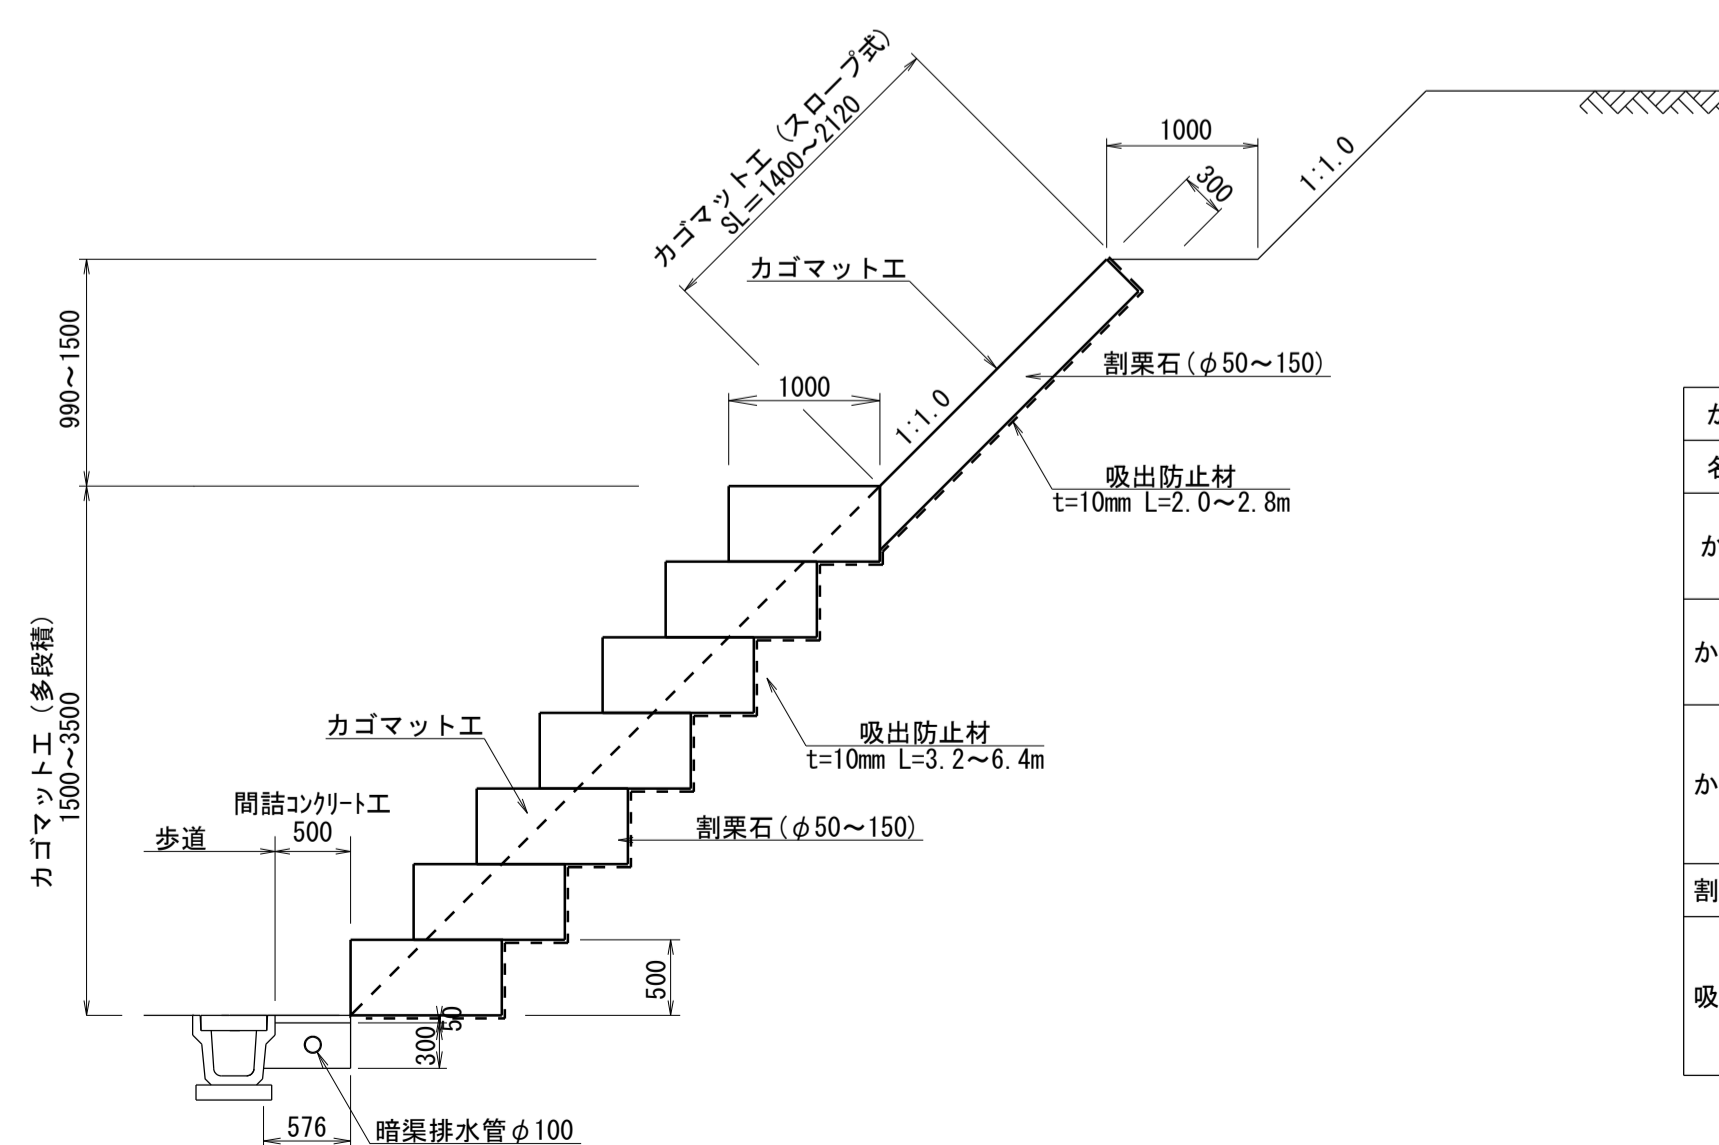 カゴマット工（スロープ式）
SL=1400～2120
1000
300
1:1.0
カゴマット工
990～1500
割栗石(φ50～150)
1000
1:1.0
吸出防止材
t=10mm L=2.0～2.8m
カゴマット工（多段積）
1500～3500
カゴマット工
吸出防止材
t=10mm L=3.2～6.4m
間詰コンクリート工
歩道
500
割栗石(φ50～150)
500
50
300
576
暗渠排水管φ100
か
か
か
割
吸